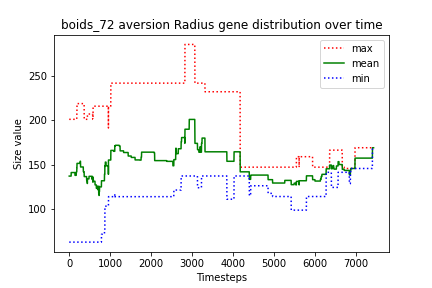 boids_72 aversion Radius gene distribution over time
max
mean
min
Size value
250
200
150
100
0 1000 2000 3000 4000 5000 6000 7000
Timesteps